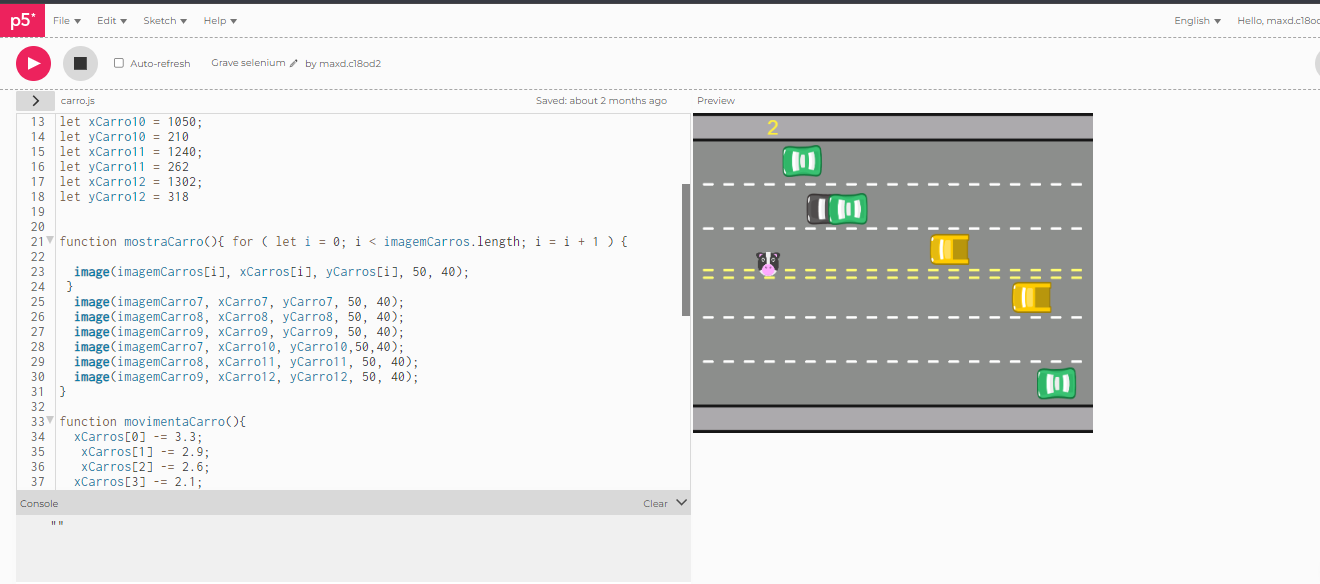 p5* File Edit Sketch Help English Hello, maxd.c18od
Auto-refresh Grave selenium by maxd.c18od2
carro.js Saved: about 2 months ago Preview
13 let xCarro10 = 1050;
14 let yCarro10 = 210
15 let xCarro11 = 1240;
16 let yCarro11 = 262
17 let xCarro12 = 1302;
18 let yCarro12 = 318
19
20
21 function mostraCarro(){ for ( let i = 0; i < imagemCarros.length; i = i + 1 ) {
22
23 image(imagemCarros[i], xCarros[i], yCarros[i], 50, 40);
24 }
25 image(imagemCarro7, xCarro7, yCarro7, 50, 40);
26 image(imagemCarro8, xCarro8, yCarro8, 50, 40);
27 image(imagemCarro9, xCarro9, yCarro9, 50, 40);
28 image(imagemCarro7, xCarro10, yCarro10,50,40);
29 image(imagemCarro8, xCarro11, yCarro11, 50, 40);
30 image(imagemCarro9, xCarro12, yCarro12, 50, 40);
31 }
32
33 function movimentaCarro(){
34 xCarros[0] -= 3.3;
35 xCarros[1] -= 2.9;
36 xCarros[2] -= 2.6;
37 xCarros[3] -= 2.1;
Console Clear
""
2